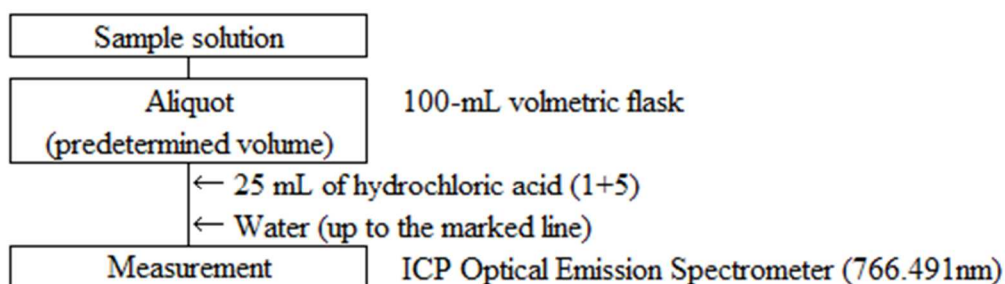 Sample solution
Aliquot
(predetermined volume)
100-mL volmetric flask
← 25 mL of hydrochloric acid (1+5)
← Water (up to the marked line)
Measurement
ICP Optical Emission Spectrometer (766.491nm)